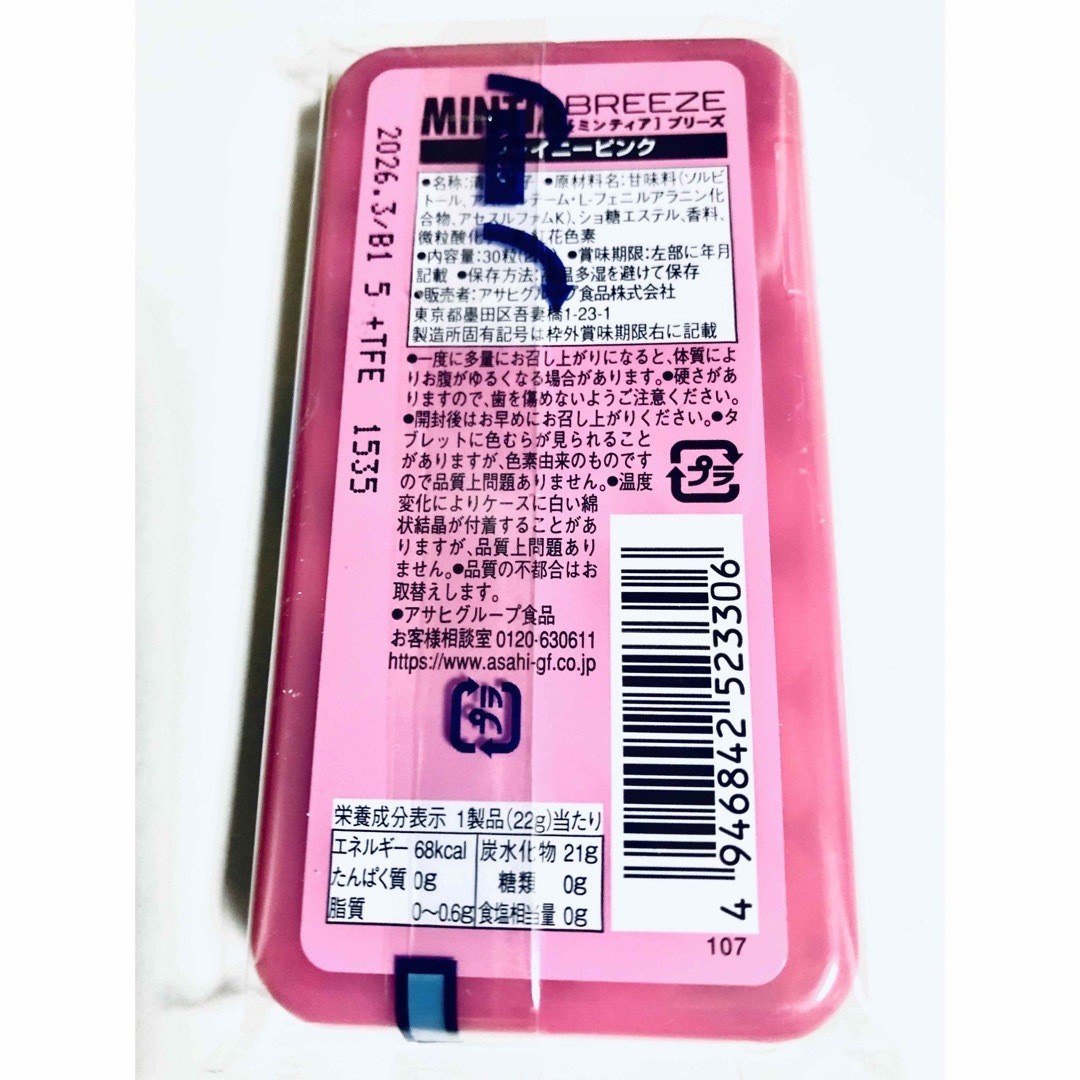 BREEZE
ミンティア］ブリーズ
イニーピンク
●名称:清 子 ●原材料名:甘味料(ソルビ
トール、 テーム・L-フェニルアラニン化
合物、アセスルファムK)、ショ糖エステル、香料、
微粒酸化 紅花色素
●内容量:30粒( ●賞味期限:左部に年月
記載 ●保存方法: 温多湿を避けて保存
●販売者:アサヒグループ食品株式会社
東京都墨田区吾妻橋1-23-1
製造所固有記号は枠外賞味期限右に記載
●一度に多量にお召し上がりになると、体質によ
りお腹がゆるくなる場合があります。●硬さがあ
りますので、歯を傷めないようご注意ください。
●開封後はお早めにお召し上がりください。●タ
ブレットに色むらが見られること
がありますが、色素由来のものです
ので品質上問題ありません。●温度
変化によりケースに白い綿
状結晶が付着することがあ
りますが、品質上問題あり
ません。●品質の不都合はお
取替えします。
●アサヒグループ食品
お客様相談室 0120-630611
https://www.asahi-gf.co.jp
プラ
プラ
2026.3/B1 5 +TFE 1535
栄養成分表示 1製品(22g)当たり
エネルギー 68kcal 炭水化物 21g
たんぱく質 0g 糖類 0g
脂質 0～0.6g 食塩相当量 0g
4 946842 523306
107